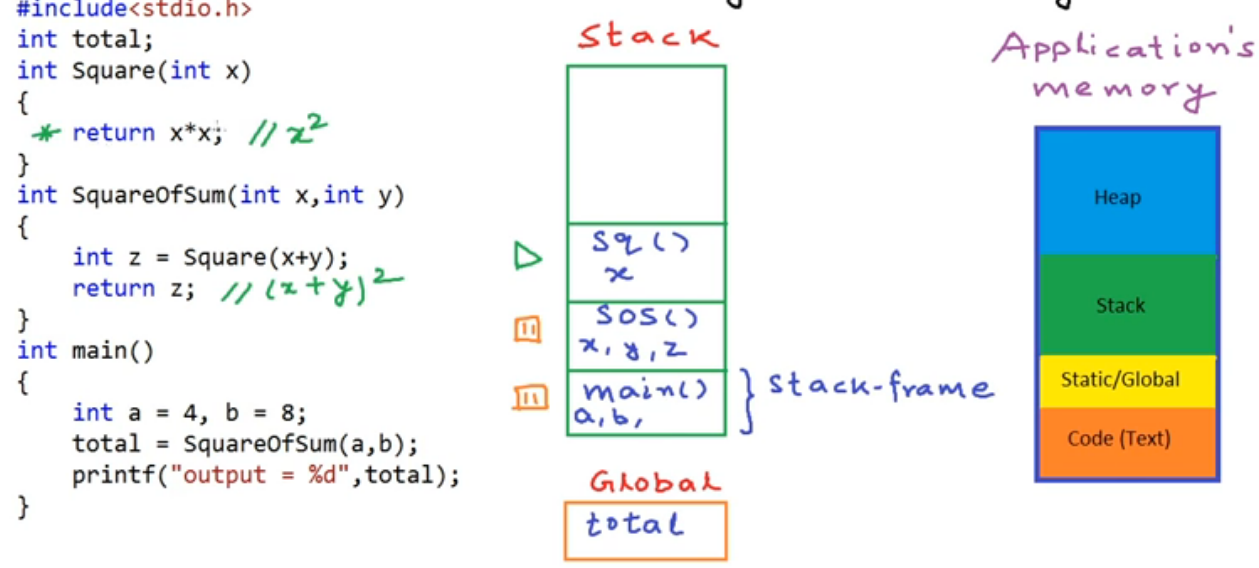 #include<stdio.h>
int total;
int Square(int x)
{
* return x*x; // x²
}
int SquareOfSum(int x,int y)
{
int z = Square(x+y);
return z; // (x+y)²
}
int main()
{
int a = 4, b = 8;
total = SquareOfSum(a,b);
printf("output = %d",total);
}
Stack
Sq ()
x
SOS()
x, y, z
main()
a, b,
} Stack-frame
Global
total
Application's
memory
Heap
Stack
Static/Global
Code (Text)